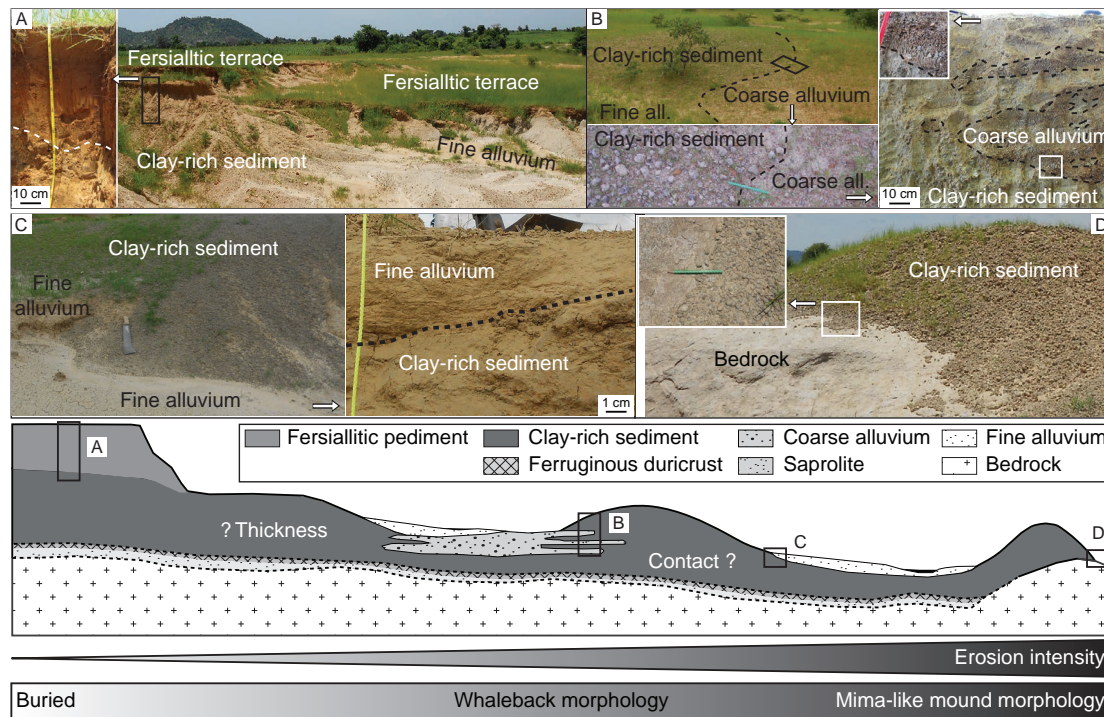 A
Fersialltic terrace
Fersialltic terrace
Clay-rich sediment
Fine alluvium
10 cm
B
Clay-rich sediment
Fine all.
Coarse alluvium
Clay-rich sediment
Coarse all.
Coarse alluvium
Clay-rich sediment
10 cm
C
Clay-rich sediment
Fine
alluvium
Fine alluvium
Fine alluvium
Clay-rich sediment
1 cm
D
Clay-rich sediment
Bedrock
Fersiallitic pediment
Clay-rich sediment
Coarse alluvium
Fine alluvium
Ferruginous duricrust
Saprolite
Bedrock
A
? Thickness
B
Contact ?
C
D
Erosion intensity
Buried
Whaleback morphology
Mima-like mound morphology